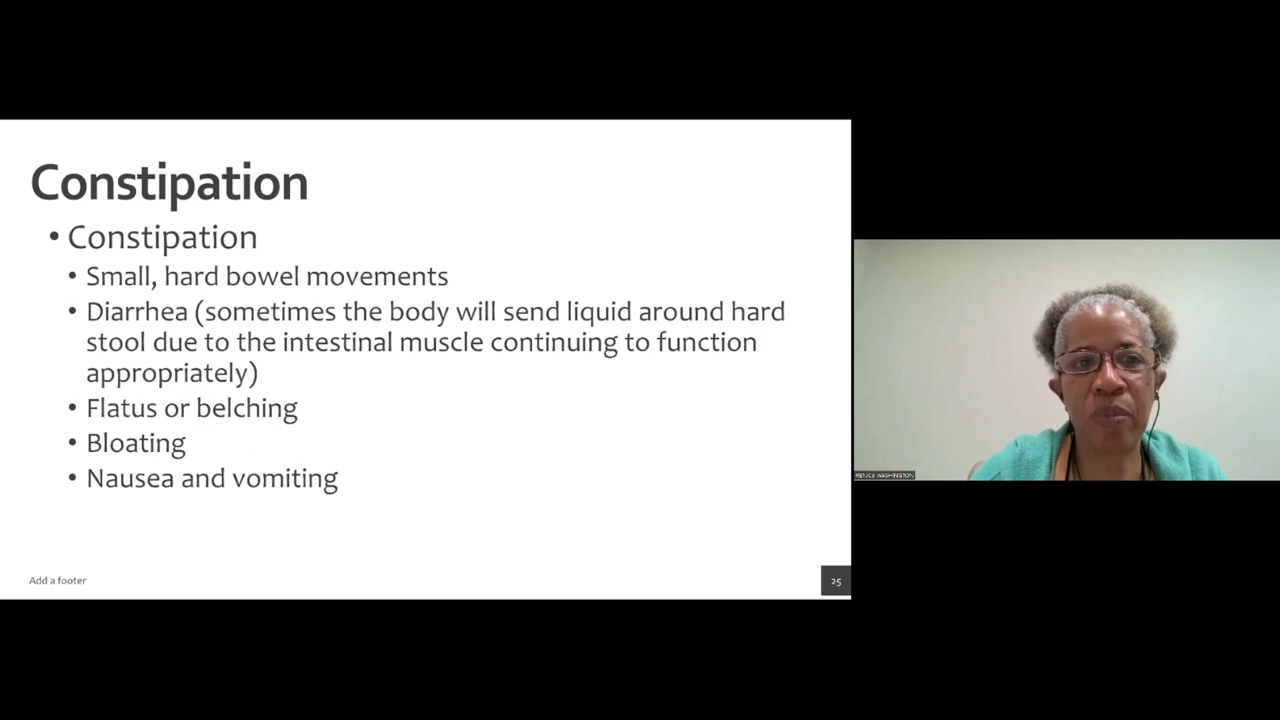 Constipation
• Constipation
• Small, hard bowel movements
• Diarrhea (sometimes the body will send liquid around hard
stool due to the intestinal muscle continuing to function
appropriately)
• Flatus or belching
• Bloating
• Nausea and vomiting
Add a footer
25
WASHINGTON